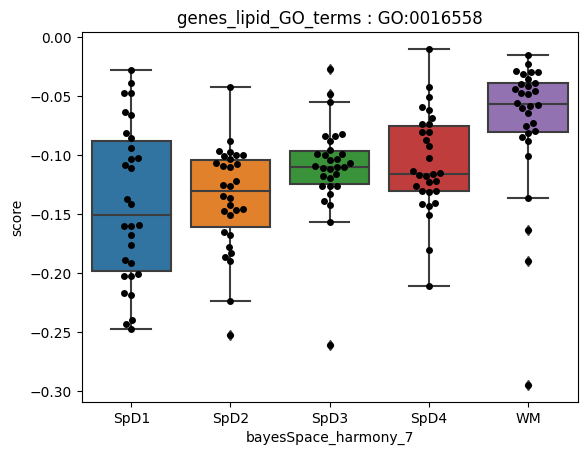 genes_lipid_GO_terms : GO:0016558
0.00
−0.05
−0.10
−0.15
−0.20
−0.25
−0.30
score
SpD1 SpD2 SpD3 SpD4 WM
bayesSpace_harmony_7